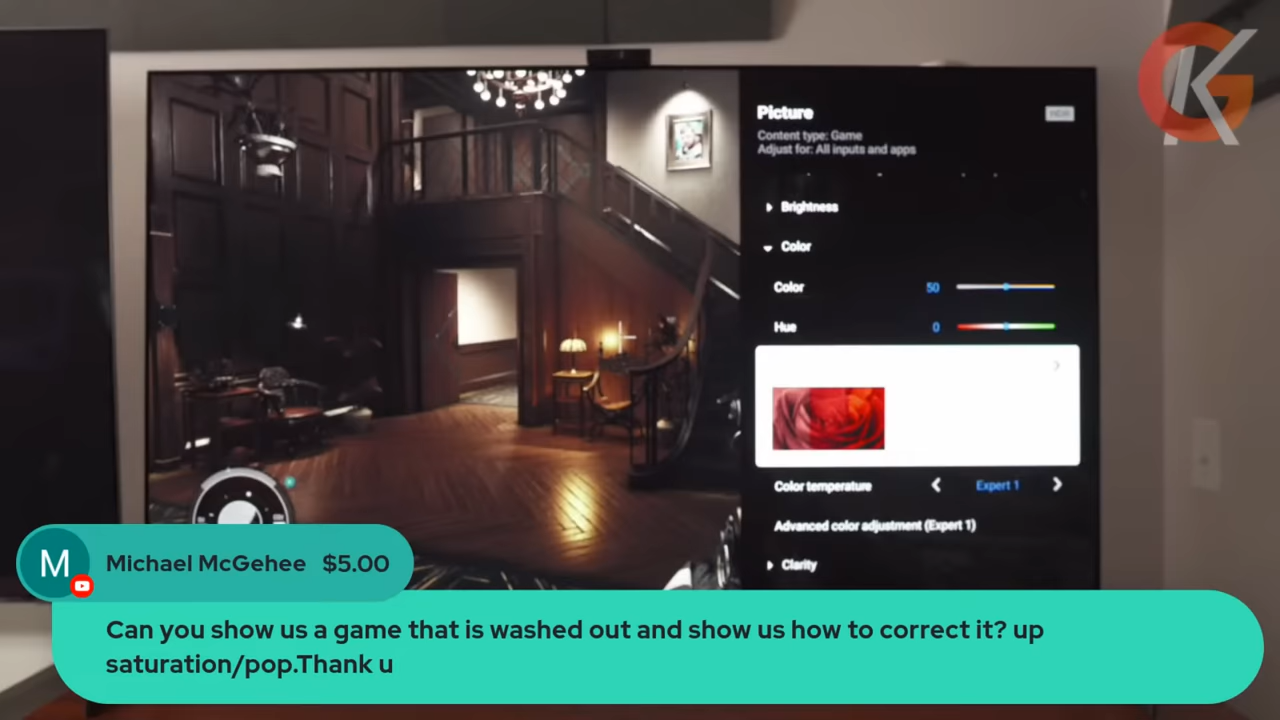 GK
Picture
HDR
Content type: Game
Adjust for: All inputs and apps
Brightness
Color
Color 50
Hue 0
Color temperature Expert 1
Advanced color adjustment (Expert 1)
Clarity
M
Michael McGehee $5.00
Can you show us a game that is washed out and show us how to correct it? up
saturation/pop.Thank u